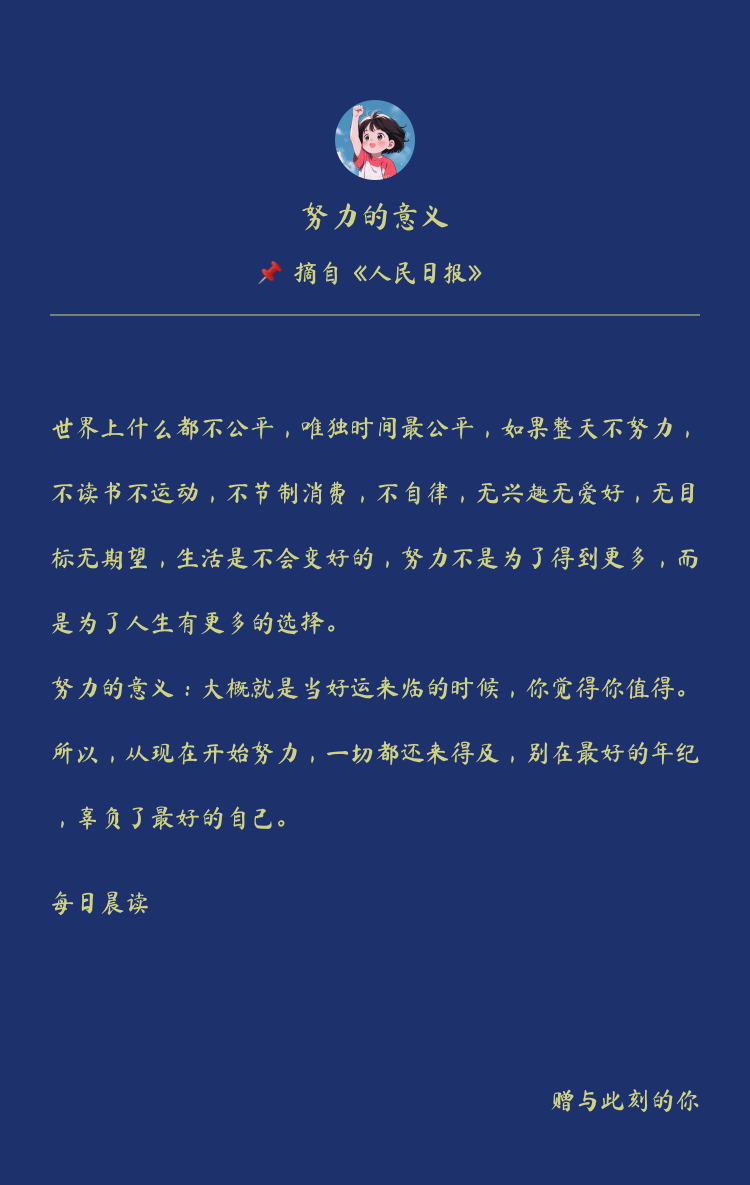 努力的意义
📌 摘自《人民日报》
世界上什么都不公平，唯独时间最公平，如果整天不努力，
不读书不运动，不节制消费，不自律，无兴趣无爱好，无目
标无期望，生活是不会变好的，努力不是为了得到更多，而
是为了人生有更多的选择。
努力的意义：大概就是当好运来临的时候，你觉得你值得。
所以，从现在开始努力，一切都还来得及，别在最好的年纪
，辜负了最好的自己。
每日晨读
赠与此刻的你